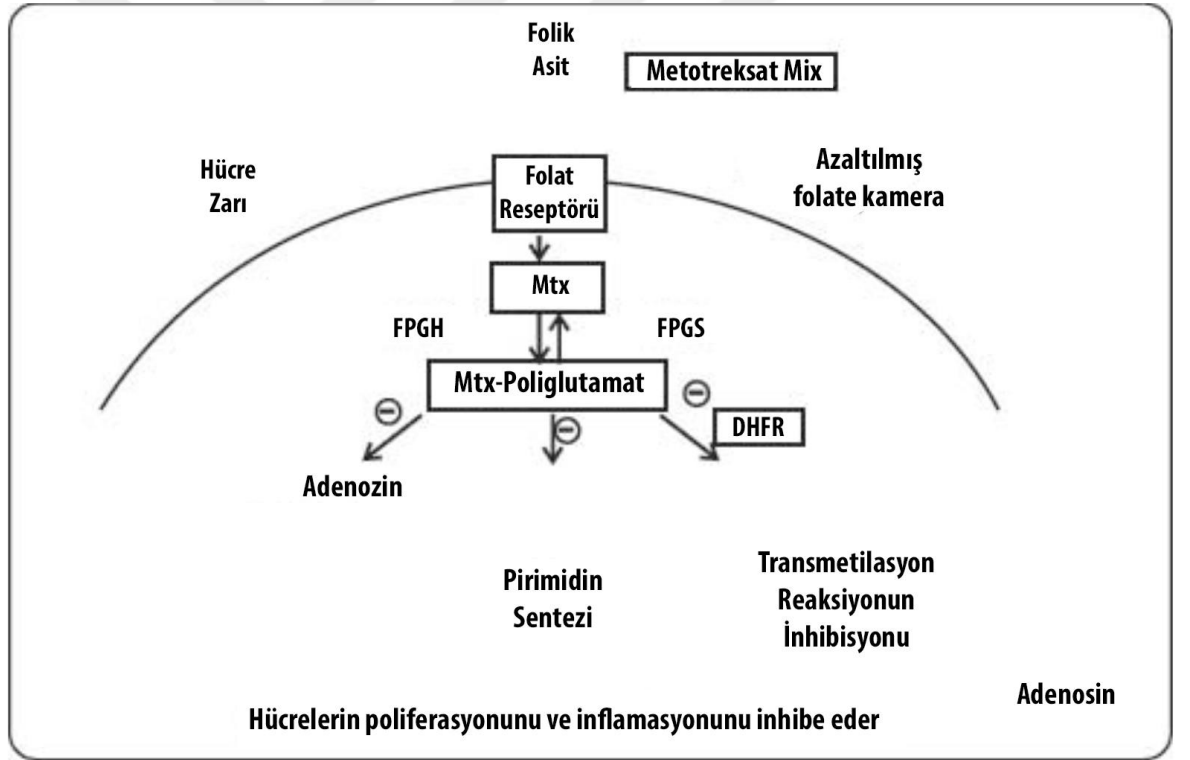 Folik
Asit
Metotreksat Mix
Hücre
Zarı
Folat
Reseptörü
Azaltılmış
folate kamera
Mtx
FPGH
FPGS
Mtx-Poliglutamat
DHFR
Adenozin
Pirimidin
Sentezi
Transmetilasyon
Reaksiyonun
İnhibisyonu
Adenosin
Hücrelerin poliferasyonunu ve inflamasyonunu inhibe eder